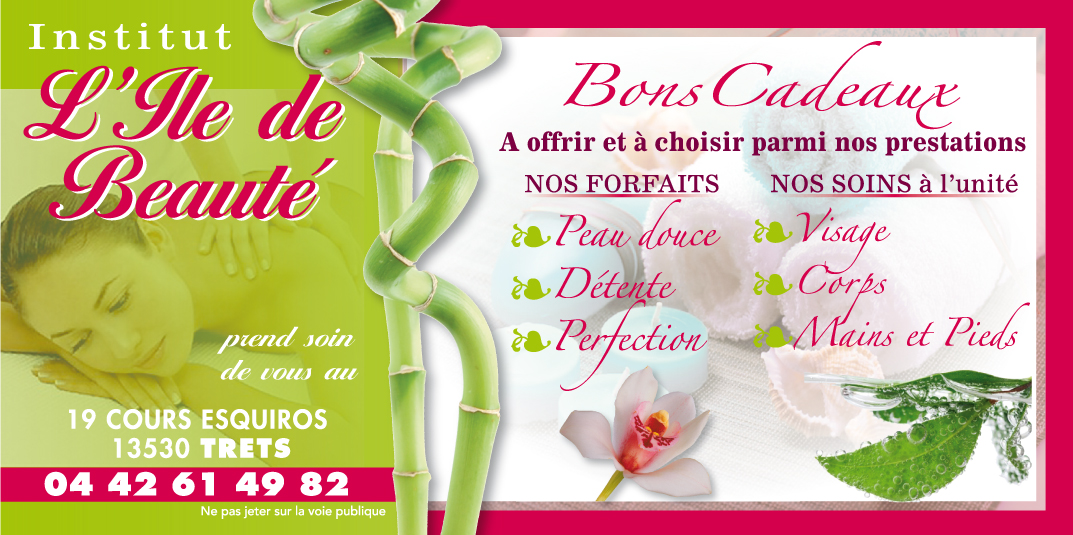 Institut
L'Ile de
Beauté
prend soin
de vous au
19 COURS ESQUIROS
13530 TRETS
04 42 61 49 82
Ne pas jeter sur la voie publique
Bons Cadeaux
A offrir et à choisir parmi nos prestations
NOS FORFAITS
Peau douce
Détente
Perfection
NOS SOINS à l'unité
Visage
Corps
Mains et Pieds